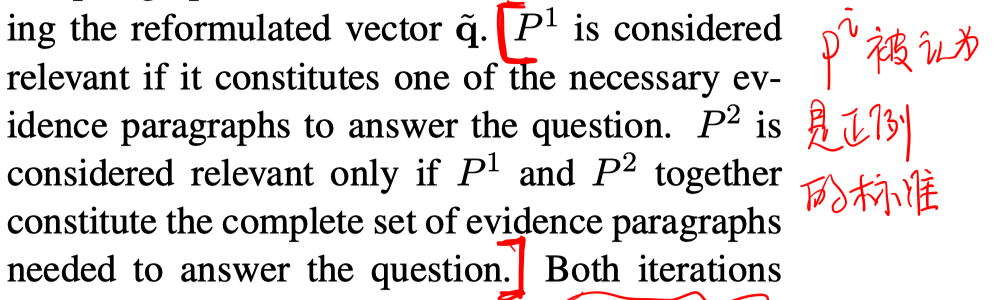 ing the reformulated vector q̃. [P¹ is considered
relevant if it constitutes one of the necessary ev-
idence paragraphs to answer the question. P² is
considered relevant only if P¹ and P² together
constitute the complete set of evidence paragraphs
needed to answer the question.] Both iterations
pⁱ 被认为
是正例
的标准